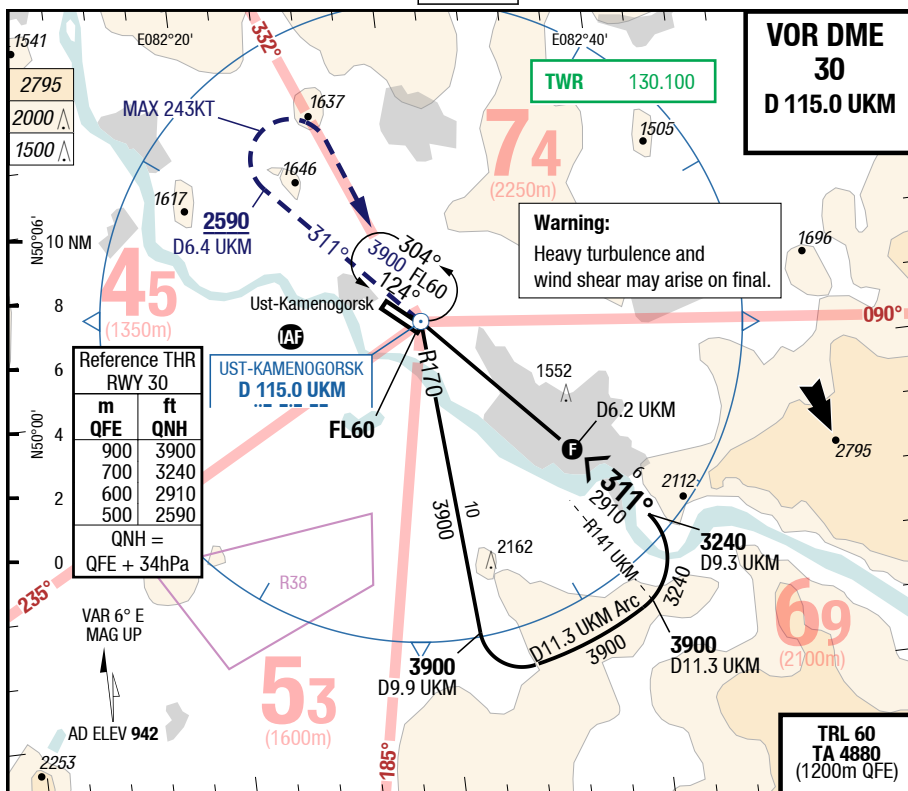 1541
E082°20'
E082°40'
VOR DME
30
D 115.0 UKM
332°
2795
2000
1500
MAX 243KT
1637
TWR 130.100
1505
74
(2250m)
1646
1617
2590
D6.4 UKM
311°
304°
3900 FL60
124°
Warning:
Heavy turbulence and
wind shear may arise on final.
1696
N50°06'
10 NM
45
(1350m)
Ust-Kamenogorsk
8
090°
IAF
6
UST-KAMENOGORSK
D 115.0 UKM
R170
1552
Reference THR
RWY 30
m ft
QFE QNH
900 3900
700 3240
600 2910
500 2590
QNH =
QFE + 34hPa
FL60
D6.2 UKM
F
N50°00'
4
2795
6
311°
2910
2112
2
10
3900
R141 UKM
3240
D9.3 UKM
2162
0
R38
3240
235°
D11.3 UKM Arc
3900
69
(2100m)
VAR 6° E
MAG UP
3900
D9.9 UKM
3900
D11.3 UKM
53
(1600m)
AD ELEV 942
185°
2253
TRL 60
TA 4880
(1200m QFE)